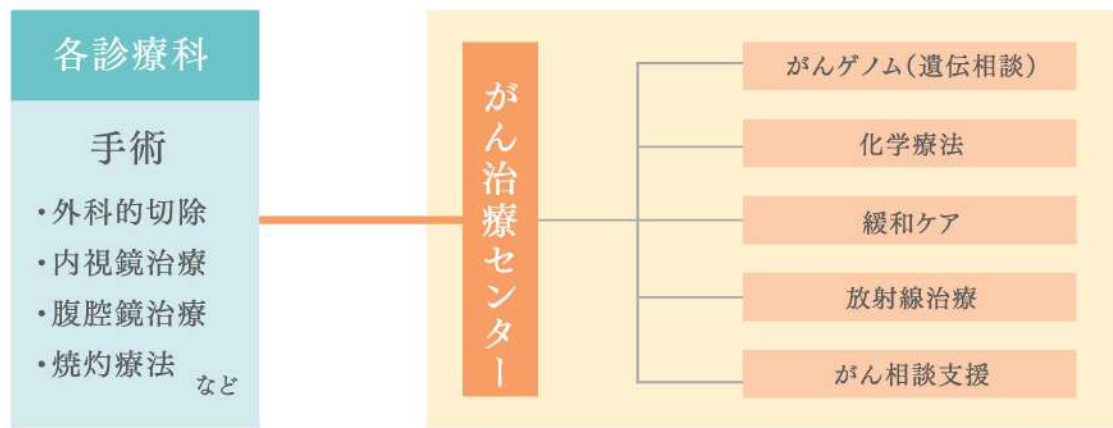 各診療科
手術
・外科的切除
・内視鏡治療
・腹腔鏡治療
・焼灼療法
など
がん治療センター
がんゲノム（遺伝相談）
化学療法
緩和ケア
放射線治療
がん相談支援